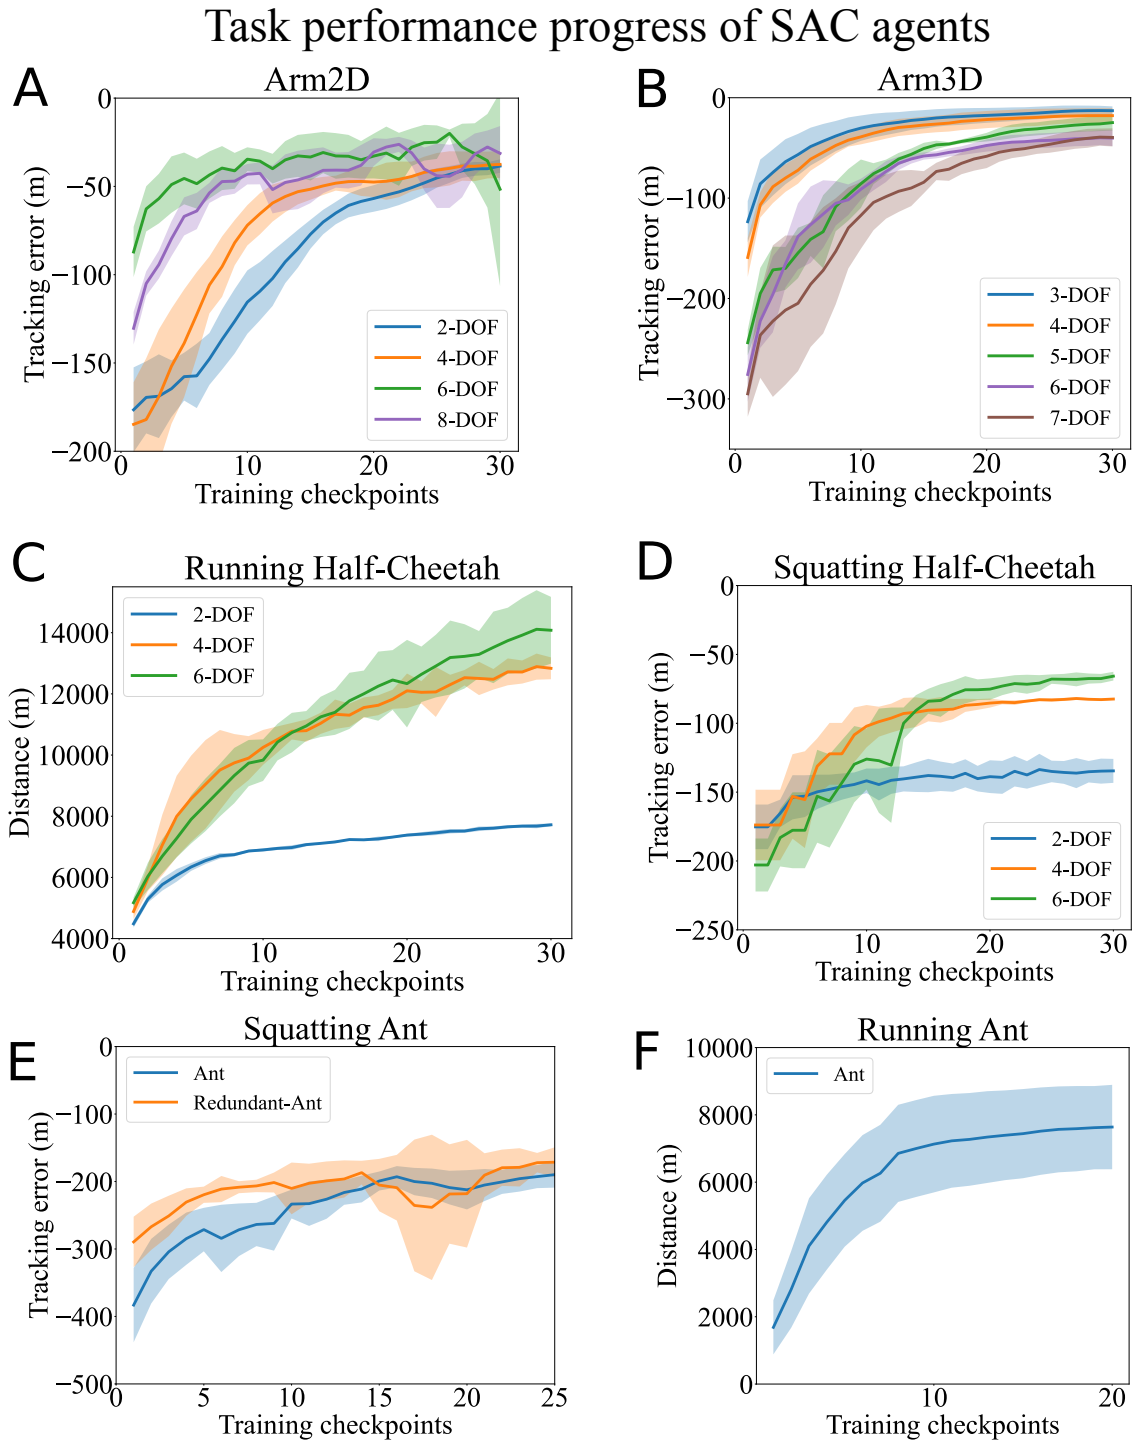 Task performance progress of SAC agents
A
Arm2D
Tracking error (m)
0
−50
−100
−150
−200
0
10
20
30
Training checkpoints
2-DOF
4-DOF
6-DOF
8-DOF
B
Arm3D
Tracking error (m)
0
−100
−200
−300
0
10
20
30
Training checkpoints
3-DOF
4-DOF
5-DOF
6-DOF
7-DOF
C
Running Half-Cheetah
Distance (m)
14000
12000
10000
8000
6000
4000
0
10
20
30
Training checkpoints
2-DOF
4-DOF
6-DOF
D
Squatting Half-Cheetah
Tracking error (m)
0
−50
−100
−150
−200
−250
0
10
20
30
Training checkpoints
2-DOF
4-DOF
6-DOF
E
Squatting Ant
Tracking error (m)
0
−100
−200
−300
−400
−500
0
5
10
15
20
25
Training checkpoints
Ant
Redundant-Ant
F
Running Ant
Distance (m)
10000
8000
6000
4000
2000
0
10
20
Training checkpoints
Ant